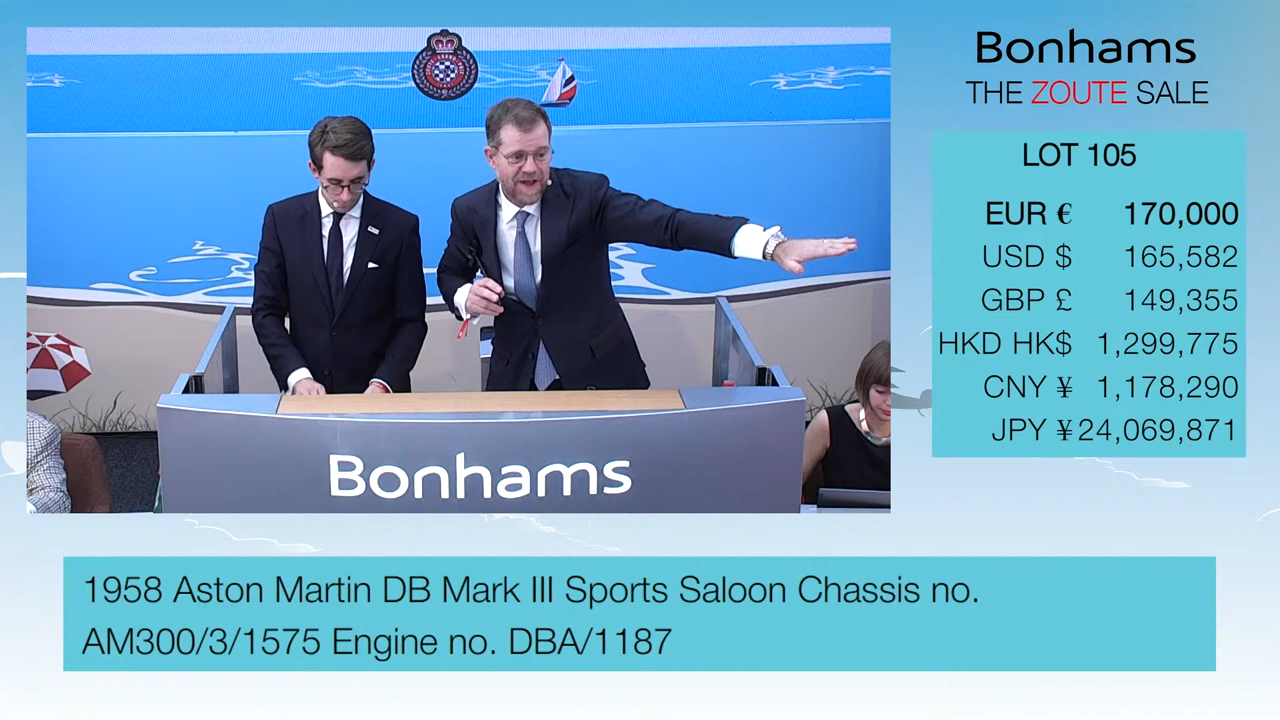 Bonhams
THE ZOUTE SALE
LOT 105
EUR € 170,000
USD $ 165,582
GBP £ 149,355
HKD HK$ 1,299,775
CNY ¥ 1,178,290
JPY ¥ 24,069,871
Bonhams
1958 Aston Martin DB Mark III Sports Saloon Chassis no.
AM300/3/1575 Engine no. DBA/1187